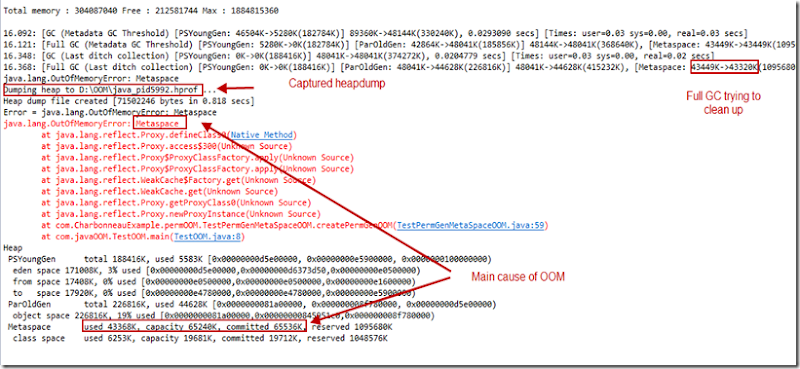 Total memory : 304087040 Free : 212581744 Max : 1884815360
16.092: [GC (Metadata GC Threshold) [PSYoungGen: 46504K->5280K(182784K)] 89360K->48144K(330240K), 0.0293090 secs] [Times: user=0.03 sys=0.00, real=0.03 secs]
16.121: [Full GC (Metadata GC Threshold) [PSYoungGen: 5280K->0K(182784K)] [ParOldGen: 42864K->48041K(185856K)] 48144K->48041K(368640K), [Metaspace: 43449K->43449K(1095
16.348: [GC (Last ditch collection) [PSYoungGen: 0K->0K(188416K)] 48041K->48041K(374272K), 0.0204779 secs] [Times: user=0.03 sys=0.00, real=0.02 secs]
16.368: [Full GC (Last ditch collection) [PSYoungGen: 0K->0K(188416K)] [ParOldGen: 48041K->44628K(226816K)] 48041K->44628K(415232K), [Metaspace: 43449K->43320K(1095680
java.lang.OutOfMemoryError: Metaspace
Dumping heap to D:\OOM\java_pid5992.hprof ...
Captured heapdump
Heap dump file created [71502246 bytes in 0.818 secs]
Full GC trying to
clean up
Error = java.lang.OutOfMemoryError: Metaspace
java.lang.OutOfMemoryError: Metaspace
at java.lang.reflect.Proxy.defineClass0(Native Method)
at java.lang.reflect.Proxy.access$300(Unknown Source)
at java.lang.reflect.Proxy$ProxyClassFactory.apply(Unknown Source)
at java.lang.reflect.Proxy$ProxyClassFactory.apply(Unknown Source)
at java.lang.reflect.WeakCache$Factory.get(Unknown Source)
at java.lang.reflect.WeakCache.get(Unknown Source)
at java.lang.reflect.Proxy.getProxyClass0(Unknown Source)
at java.lang.reflect.Proxy.newProxyInstance(Unknown Source)
at com.CharbonneauExample.permOOM.TestPermGenMetaSpaceOOM.createPermGenOOM(TestPermGenMetaSpaceOOM.java:59)
at com.javaOOM.TestOOM.main(TestOOM.java:8)
Heap
PSYoungGen total 188416K, used 5583K [0x00000000d5e00000, 0x00000000e5900000, 0x0000000100000000)
eden space 171008K, 3% used [0x00000000d5e00000,0x00000000d6373d50,0x00000000e0500000)
Main cause of OOM
from space 17408K, 0% used [0x00000000e0500000,0x00000000e0500000,0x00000000e1600000)
to space 17920K, 0% used [0x00000000e4780000,0x00000000e4780000,0x00000000e5900000)
ParOldGen total 226816K, used 44628K [0x0000000081a00000, 0x000000008f780000, 0x00000000d5e00000)
object space 226816K, 19% used
Metaspace used 43368K, capacity 65240K, committed 65536K, reserved 1095680K
class space used 6253K, capacity 19681K, committed 19712K, reserved 1048576K